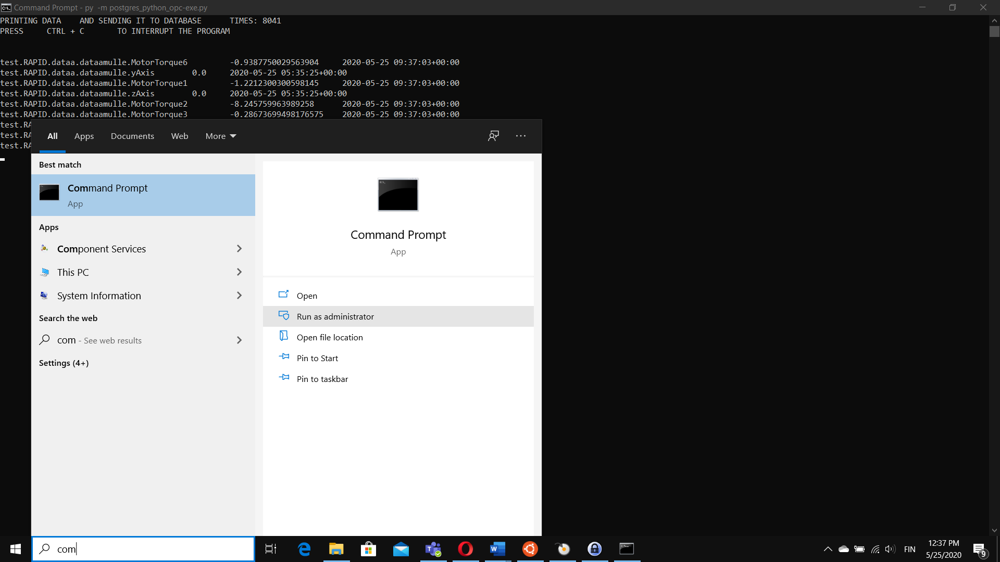 Command Prompt - py  -m postgres_python_opc-exe.py
PRINTING DATA    AND SENDING IT TO DATABASE      TIMES: 8041
PRESS     CTRL + C       TO INTERRUPT THE PROGRAM
test.RAPID.dataa.dataamulle.MotorTorque6         -0.9387750029563904     2020-05-25 09:37:03+00:00
test.RAPID.dataa.dataamulle.yAxis        0.0     2020-05-25 05:35:25+00:00
test.RAPID.dataa.dataamulle.MotorTorque1         -1.2212300300598145     2020-05-25 09:37:03+00:00
test.RAPID.dataa.dataamulle.zAxis        0.0     2020-05-25 05:35:25+00:00
test.RAPID.dataa.dataamulle.MotorTorque2         -8.245759963989258      2020-05-25 09:37:03+00:00
test.RAPID.dataa.dataamulle.MotorTorque3         -0.28673699498176575    2020-05-25 09:37:03+00:00
test.RA
test.RA
test.RA
All Apps Documents Web More
Best match
Command Prompt
App
Apps
Component Services
This PC
System Information
Search the web
com - See web results
Settings (4+)
Command Prompt
App
Open
Run as administrator
Open file location
Pin to Start
Pin to taskbar
com
FIN
12:37 PM
5/25/2020
9